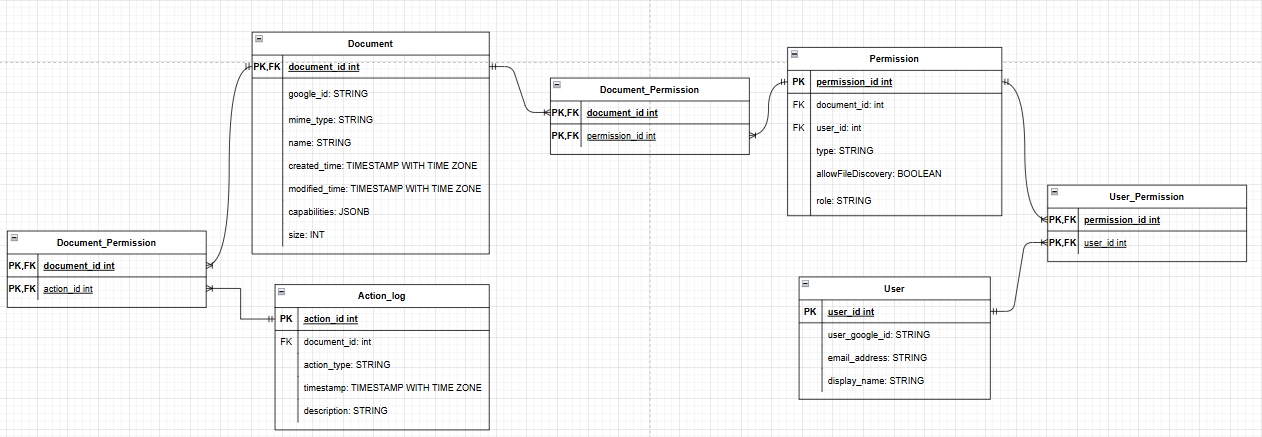 Document
PK,FK document_id int
google_id: STRING
mime_type: STRING
name: STRING
created_time: TIMESTAMP WITH TIME ZONE
modified_time: TIMESTAMP WITH TIME ZONE
capabilities: JSONB
size: INT
Document_Permission
PK,FK document_id int
PK,FK permission_id int
Permission
PK permission_id int
FK document_id: int
FK user_id: int
type: STRING
allowFileDiscovery: BOOLEAN
role: STRING
User_Permission
PK,FK permission_id int
PK,FK user_id int
Document_Permission
PK,FK document_id int
PK,FK action_id int
Action_log
PK action_id int
FK document_id: int
action_type: STRING
timestamp: TIMESTAMP WITH TIME ZONE
description: STRING
User
PK user_id int
user_google_id: STRING
email_address: STRING
display_name: STRING